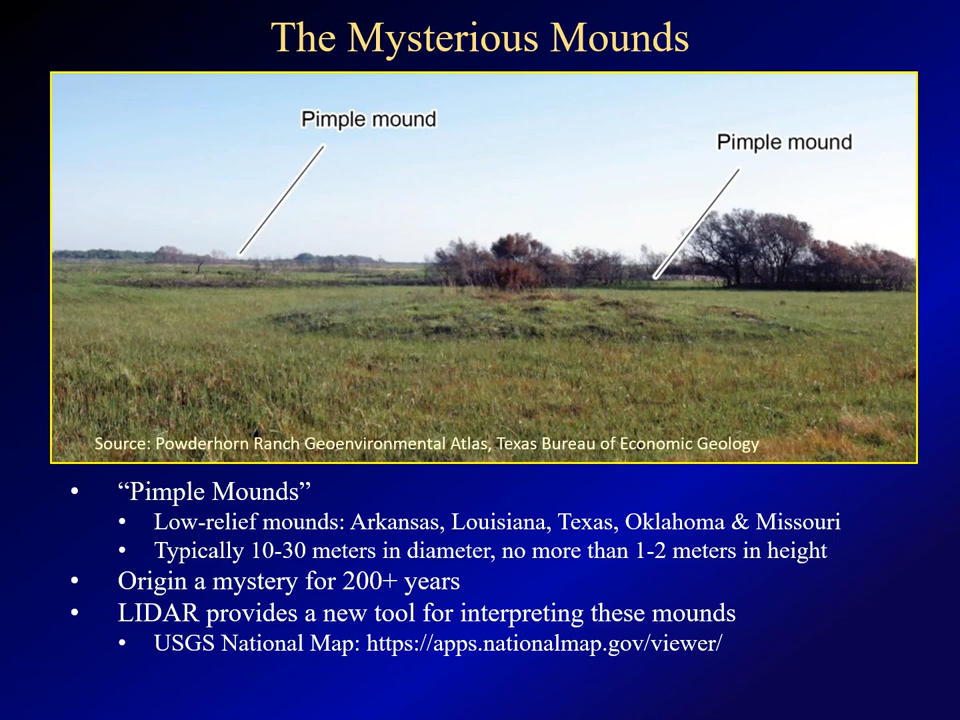 The Mysterious Mounds
Pimple mound
Pimple mound
Source: Powderhorn Ranch Geoenvironmental Atlas, Texas Bureau of Economic Geology
• “Pimple Mounds”
• Low-relief mounds: Arkansas, Louisiana, Texas, Oklahoma & Missouri
• Typically 10-30 meters in diameter, no more than 1-2 meters in height
• Origin a mystery for 200+ years
• LIDAR provides a new tool for interpreting these mounds
• USGS National Map: https://apps.nationalmap.gov/viewer/